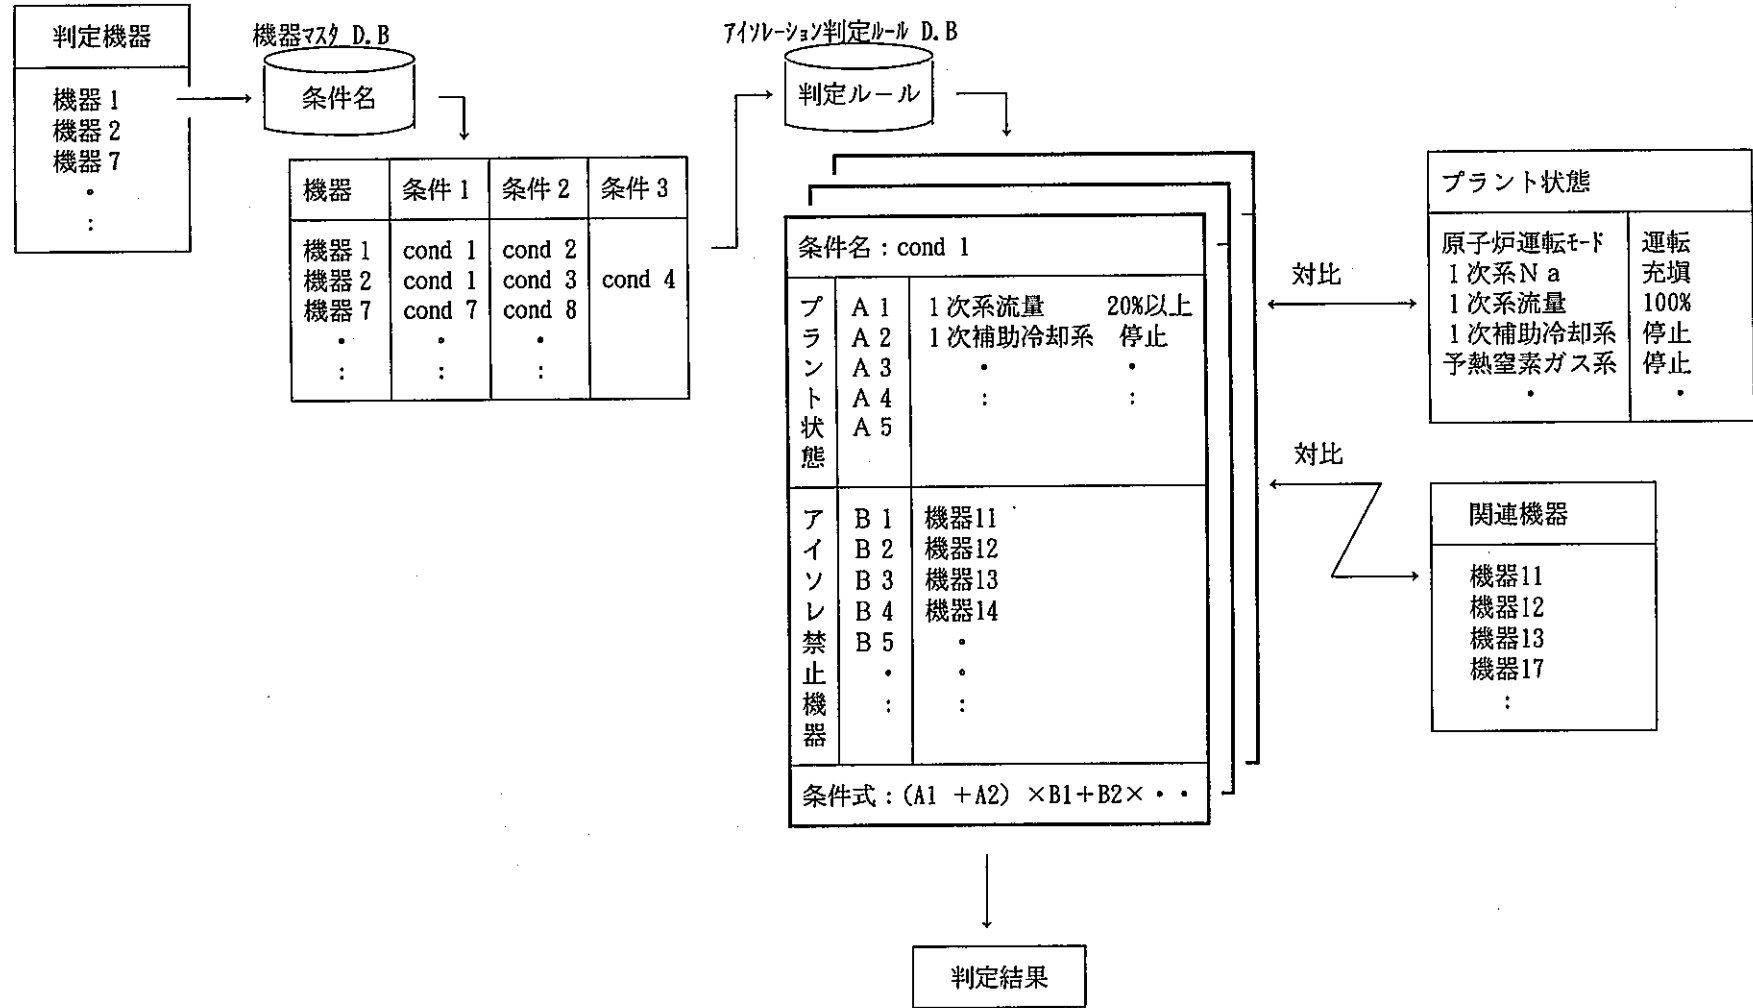 判定機器
機器1
機器2
機器7
・
:
機器ﾏｽﾀ D.B
条件名
機器 条件1 条件2 条件3
機器1 cond 1 cond 2
機器2 cond 1 cond 3 cond 4
機器7 cond 7 cond 8
・ ・ ・
: : :
ｱｲｿﾚｰｼｮﾝ判定ﾙｰﾙ D.B
判定ルール
条件名:cond 1
プラント状態
A1 1次系流量 20%以上
A2 1次補助冷却系 停止
A3 ・ ・
A4 : :
A5
アイソレ禁止機器
B1 機器11
B2 機器12
B3 機器13
B4 機器14
B5 ・
・ ・
: :
条件式:(A1 +A2) ×B1+B2×・・
判定結果
対比
プラント状態
原子炉運転ﾓｰﾄﾞ 運転
1次系Na 充塡
1次系流量 100%
1次補助冷却系 停止
予熱窒素ガス系 停止
・ ・
対比
関連機器
機器11
機器12
機器13
機器17
: